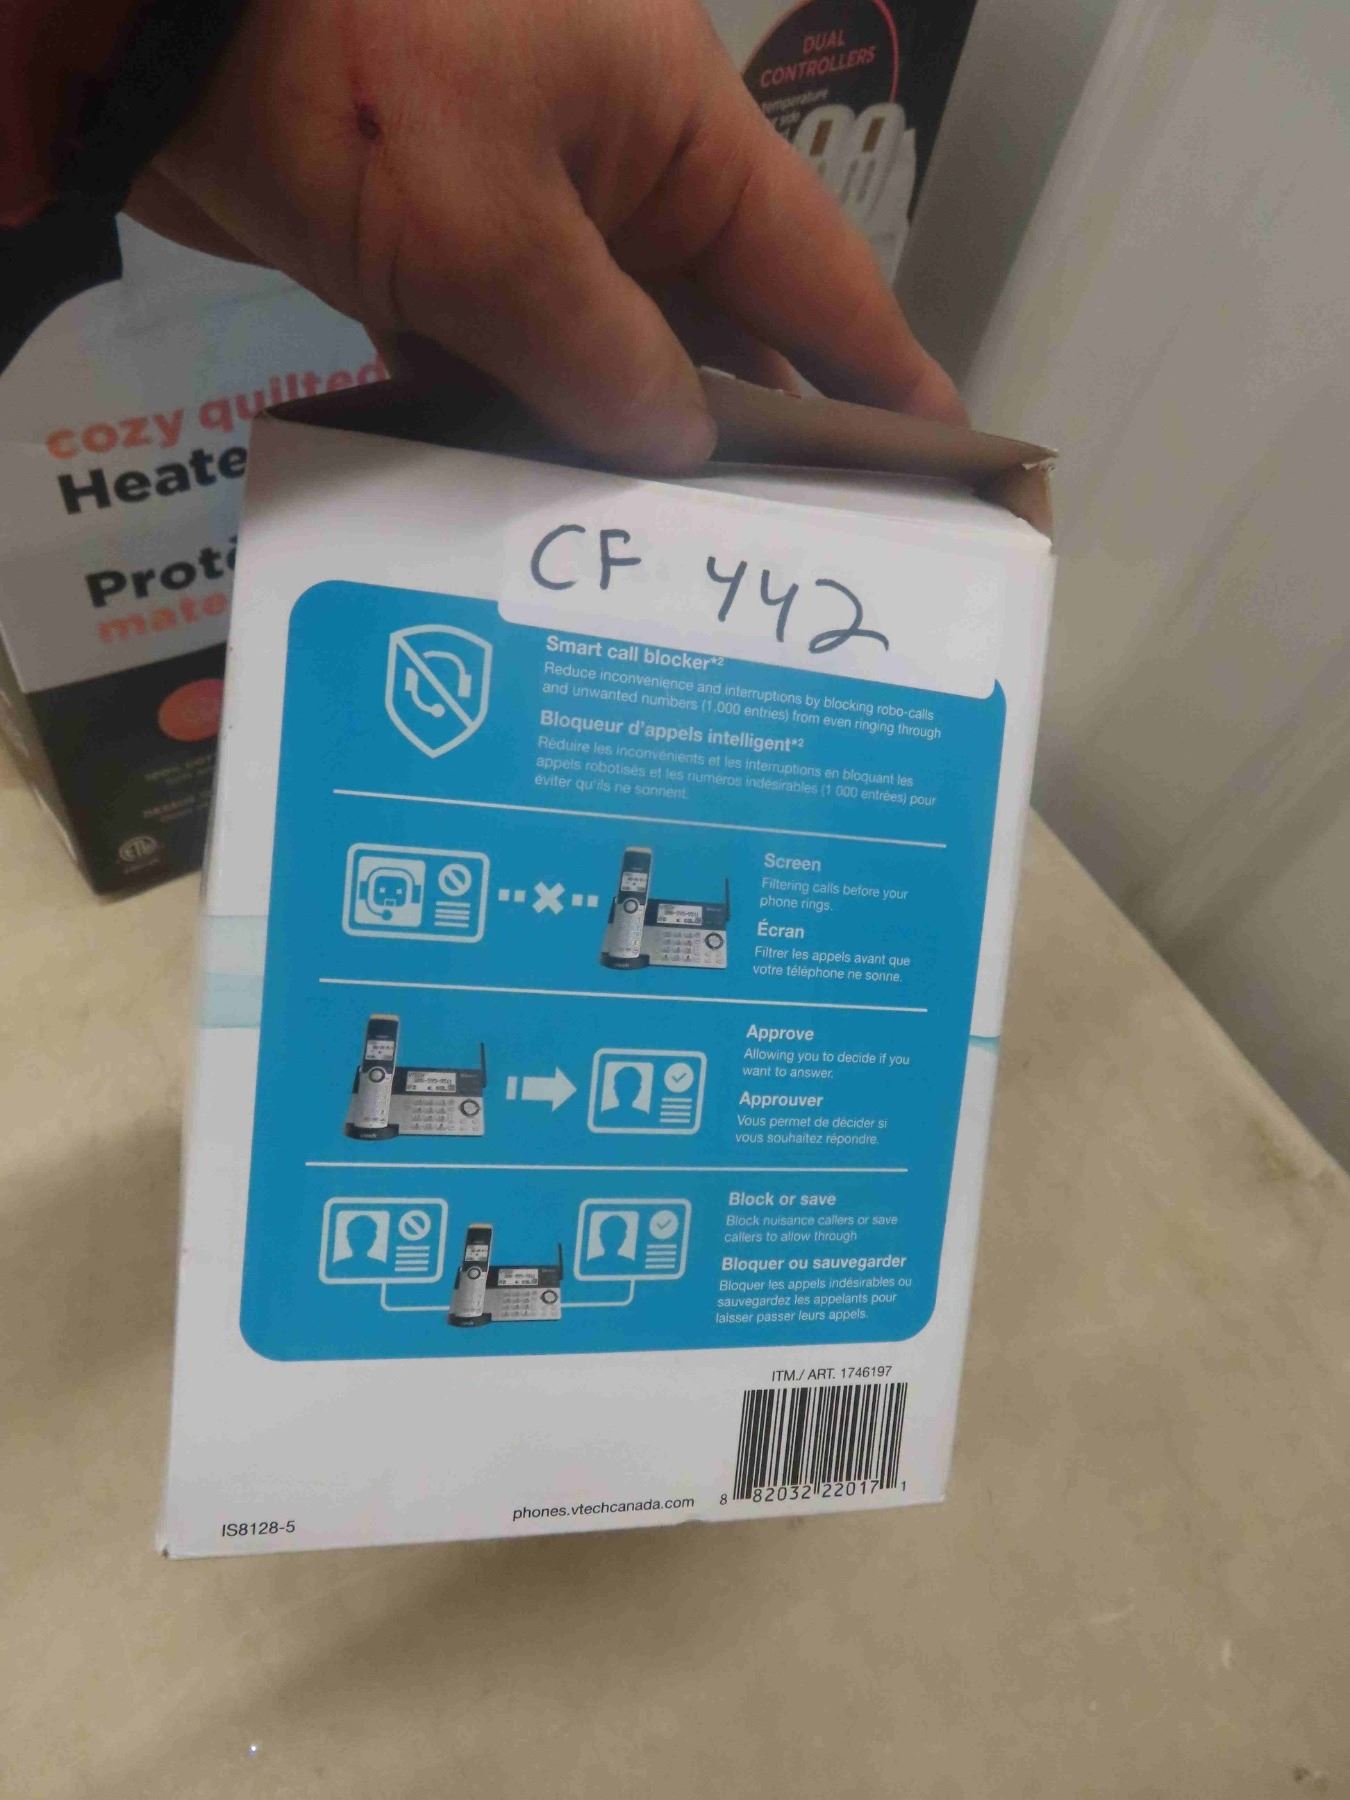 DUAL
CONTROLLERS
temperature
cozy quilted
Heate
Prot
mate
CF 442
Smart call blocker*2
Reduce inconvenience and interruptions by blocking robo-calls
and unwanted numbers (1,000 entries) from even ringing through
Bloqueur d'appels intelligent*2
Réduire les inconvénients et les interruptions en bloquant les
appels robotisés et les numéros indésirables (1 000 entrées) pour
éviter qu'ils ne sonnent.
Screen
Filtering calls before your
phone rings.
Écran
Filtrer les appels avant que
votre téléphone ne sonne.
Approve
Allowing you to decide if you
want to answer.
Approuver
Vous permet de décider si
vous souhaitez répondre.
Block or save
Block nuisance callers or save
callers to allow through
Bloquer ou sauvegarder
Bloquer les appels indésirables ou
sauvegardez les appelants pour
laisser passer leurs appels.
ITM./ ART. 1746197
8 82032 22017 1
phones.vtechcanada.com
IS8128-5